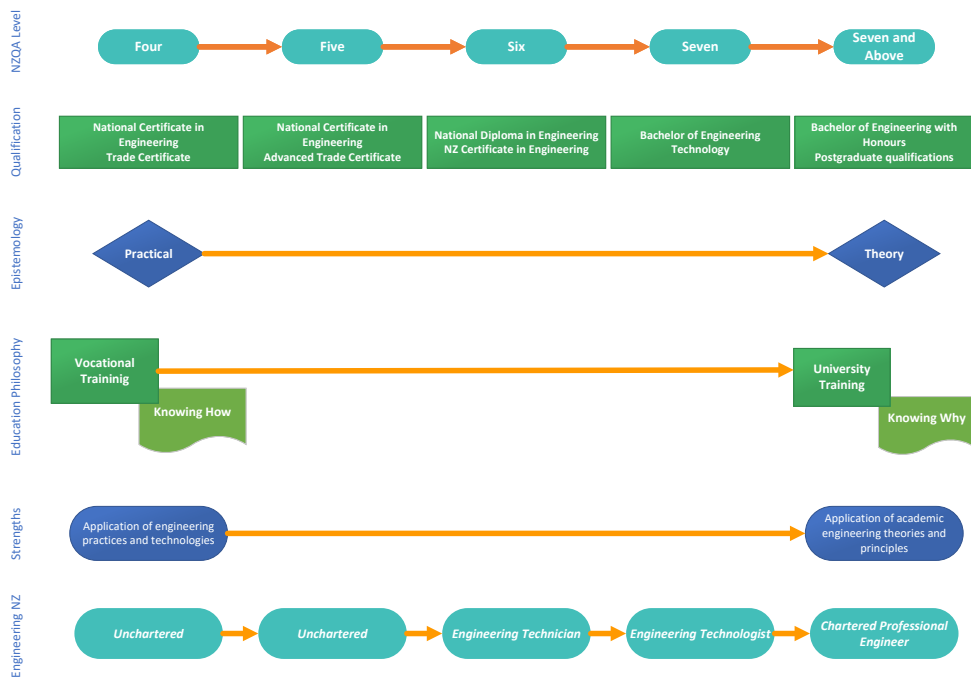 NZQA Level
Four
Five
Six
Seven
Seven and
Above
Qualification
National Certificate in
Engineering
Trade Certificate
National Certificate in
Engineering
Advanced Trade Certificate
National Diploma in Engineering
NZ Certificate in Engineering
Bachelor of Engineering
Technology
Bachelor of Engineering with
Honours
Postgraduate qualifications
Epistemology
Practical
Theory
Education Philosophy
Vocational
Traininig
Knowing How
University
Training
Knowing Why
Strengths
Application of engineering
practices and technologies
Application of academic
engineering theories and
principles
Engineering NZ
Unchartered
Unchartered
Engineering Technician
Engineering Technologist
Chartered Professional
Engineer